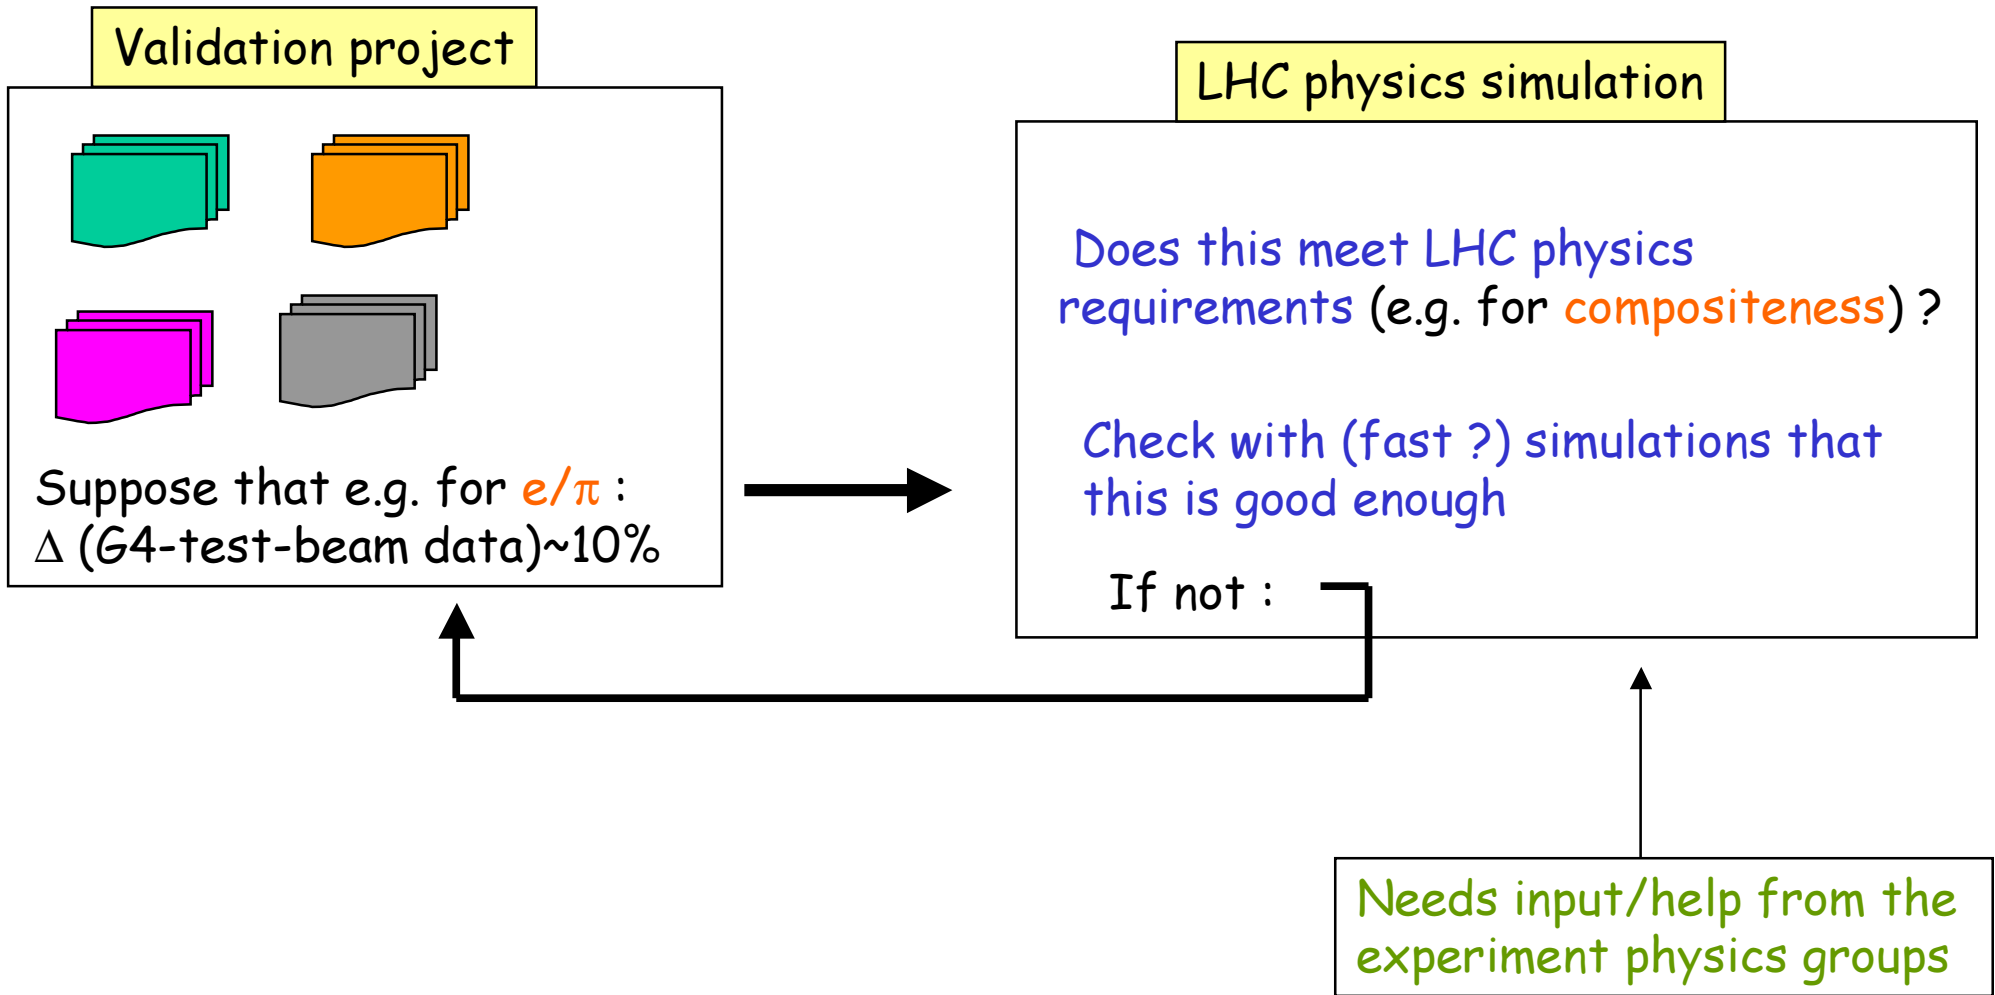 Validation project
Suppose that e.g. for e/π :
Δ (G4-test-beam data)~10%
LHC physics simulation
Does this meet LHC physics
requirements (e.g. for compositeness) ?
Check with (fast ?) simulations that
this is good enough
If not :
Needs input/help from the
experiment physics groups